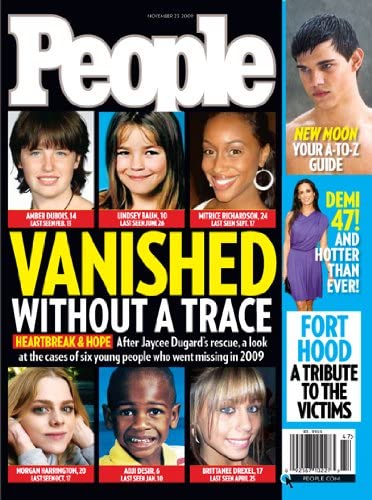 NOVEMBER 23, 2009
People
AMBER DUBOIS, 14
LAST SEEN FEB. 13
LINDSEY BAUM, 10
LAST SEEN JUNE 26
MITRICE RICHARDSON, 24
LAST SEEN SEPT. 17
VANISHED
WITHOUT A TRACE
HEARTBREAK & HOPE After Jaycee Dugard's rescue, a look
at the cases of six young people who went missing in 2009
MORGAN HARRINGTON, 20
LAST SEEN OCT. 17
ADJI DESIR, 6
LAST SEEN JAN. 10
BRITTANEE DREXEL, 17
LAST SEEN APRIL 25
NEW MOON
YOUR A-TO-Z
GUIDE
DEMI
47! AND
HOTTER
THAN
EVER!
FORT
HOOD
A TRIBUTE
TO THE
VICTIMS
47
PEOPLE.COM